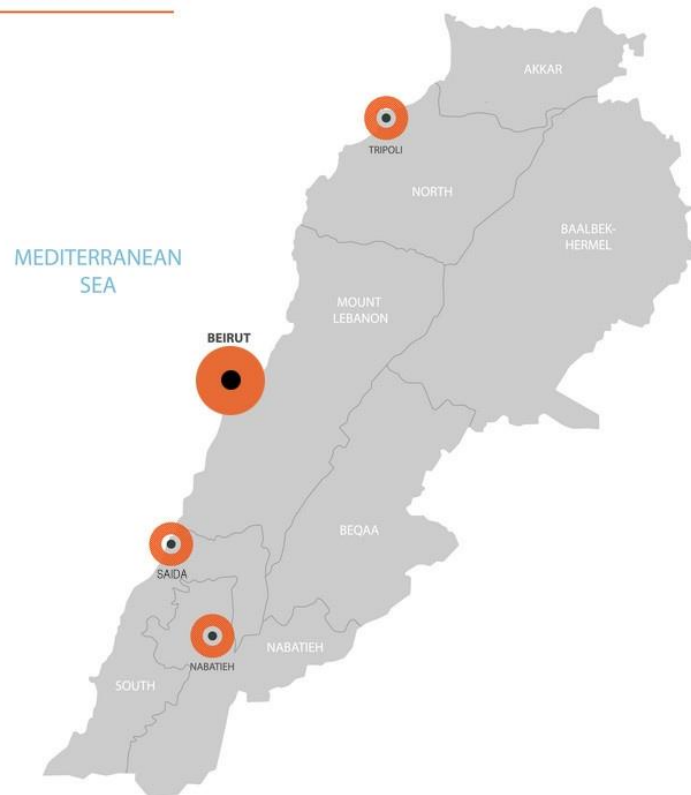 AKKAR
TRIPOLI
NORTH
BAALBEK-
HERMEL
MEDITERRANEAN
SEA
MOUNT
LEBANON
BEIRUT
BEQAA
SAIDA
NABATIEH
NABATIEH
SOUTH